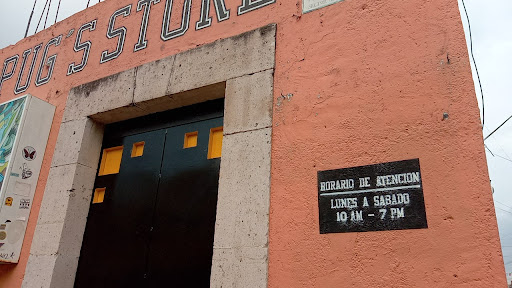 PUG'S STORE
HORARIO DE ATENCION
LUNES A SABADO
10 AM - 7 PM